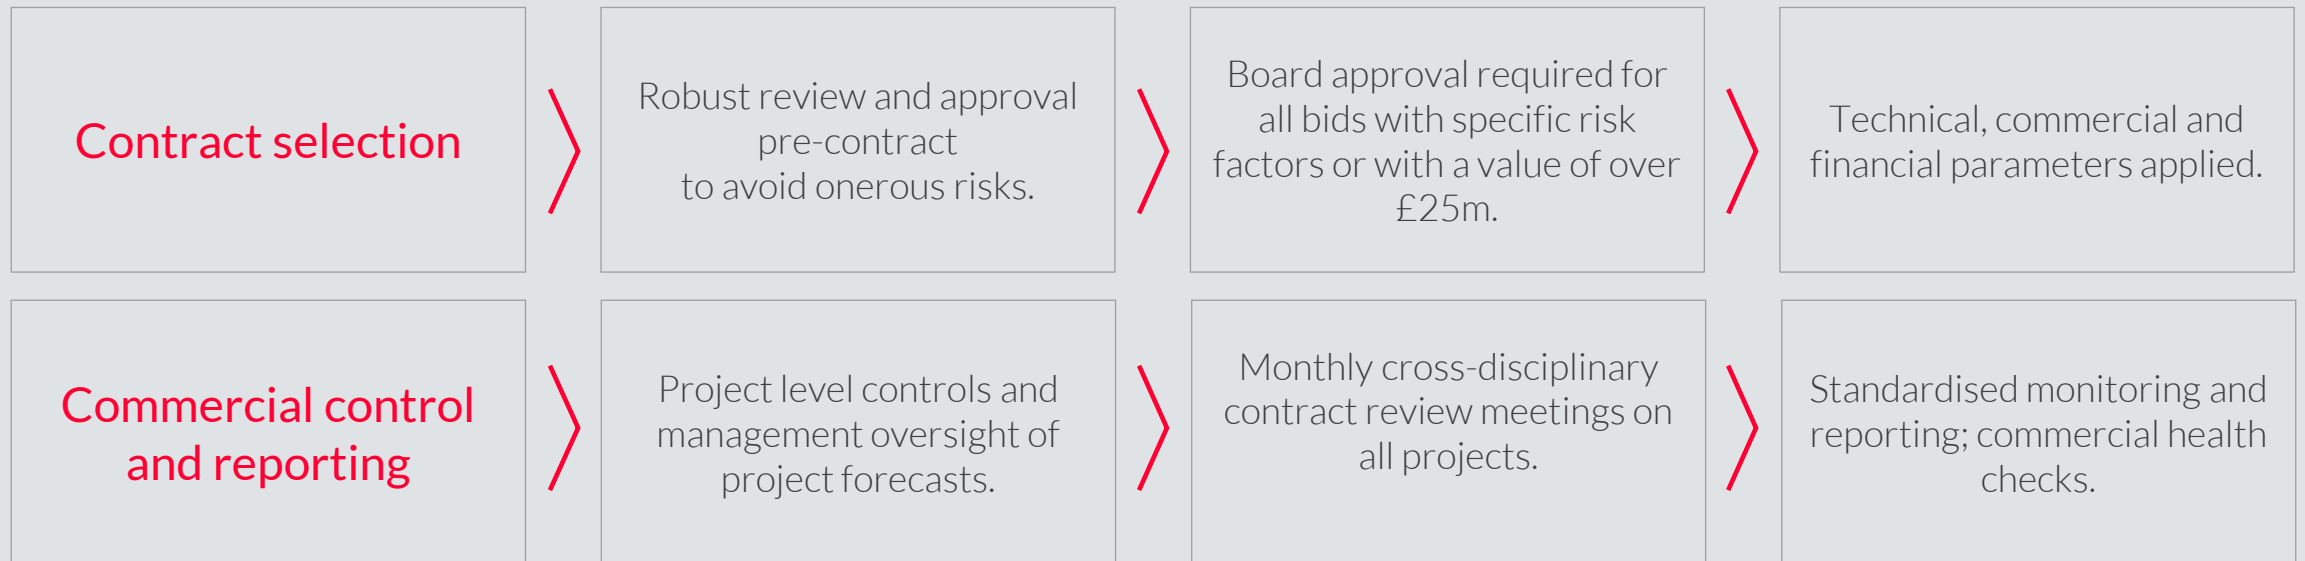 Contract selection
Robust review and approval
pre-contract
to avoid onerous risks.
Board approval required for
all bids with specific risk
factors or with a value of over
£25m.
Technical, commercial and
financial parameters applied.
Commercial control
and reporting
Project level controls and
management oversight of
project forecasts.
Monthly cross-disciplinary
contract review meetings on
all projects.
Standardised monitoring and
reporting; commercial health
checks.